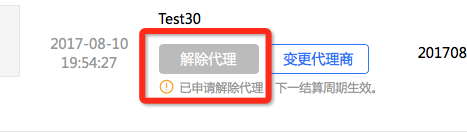 Test30
2017-08-10
19:54:27
解除代理 变更代理商
201708
已申请解除代理，下一结算周期生效。